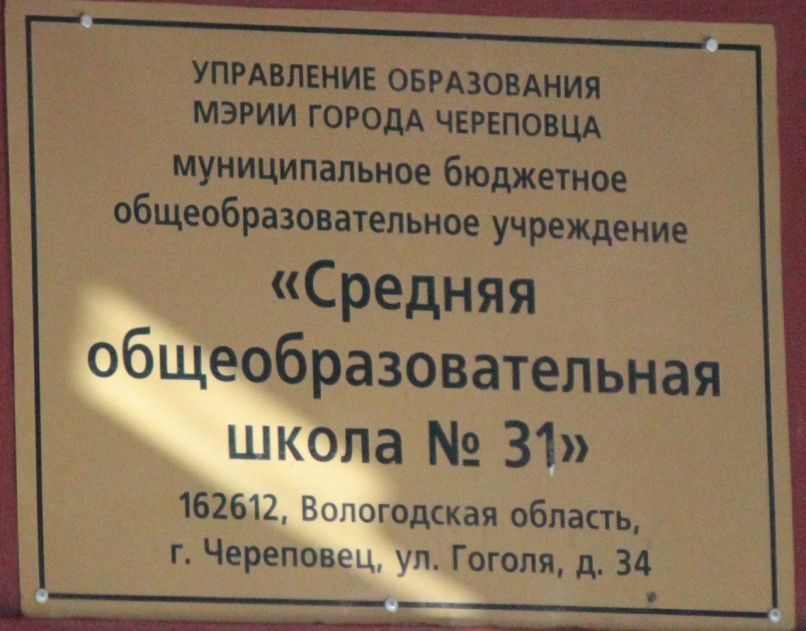 УПРАВЛЕНИЕ ОБРАЗОВАНИЯ
МЭРИИ ГОРОДА ЧЕРЕПОВЦА
муниципальное бюджетное
общеобразовательное учреждение
«Средняя
общеобразовательная
школа № 31»
162612, Вологодская область,
г. Череповец, ул. Гоголя, д. 34